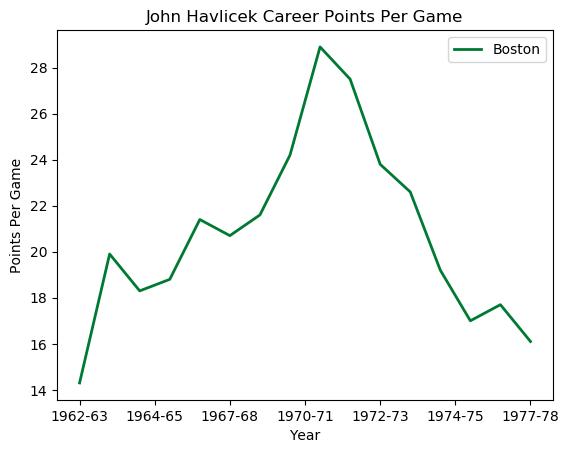 John Havlicek Career Points Per Game
Boston
Points Per Game
28
26
24
22
20
18
16
14
1962-63 1964-65 1967-68 1970-71 1972-73 1974-75 1977-78
Year